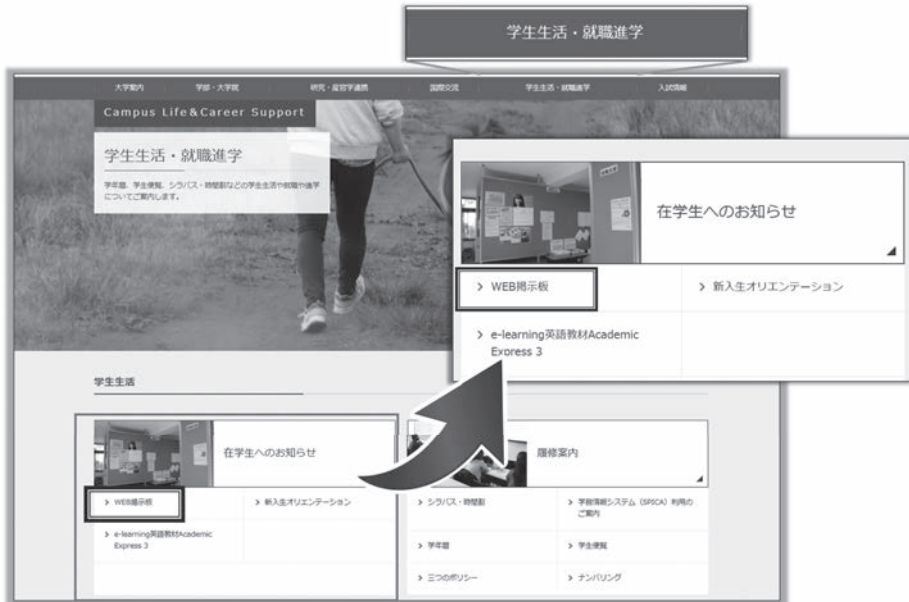 学生生活・就職進学
大学案内
学部・大学院
研究・産官学連携
国際交流
学生生活・就職進学
入試情報
Campus Life&Career Support
学生生活・就職進学
学年暦、学生便覧、シラバス・時間割などの学生生活や就職や進学
についてご案内します。
在学生へのお知らせ
> WEB掲示板
> 新入生オリエンテーション
> e-learning英語教材Academic
Express 3
学生生活
在学生へのお知らせ
> WEB掲示板
> 新入生オリエンテーション
> e-learning英語教材Academic
Express 3
履修案内
> シラバス・時間割
> 学務情報システム（SPICA）利用の
ご案内
> 学年暦
> 学生便覧
> 三つのポリシー
> ナンバリング